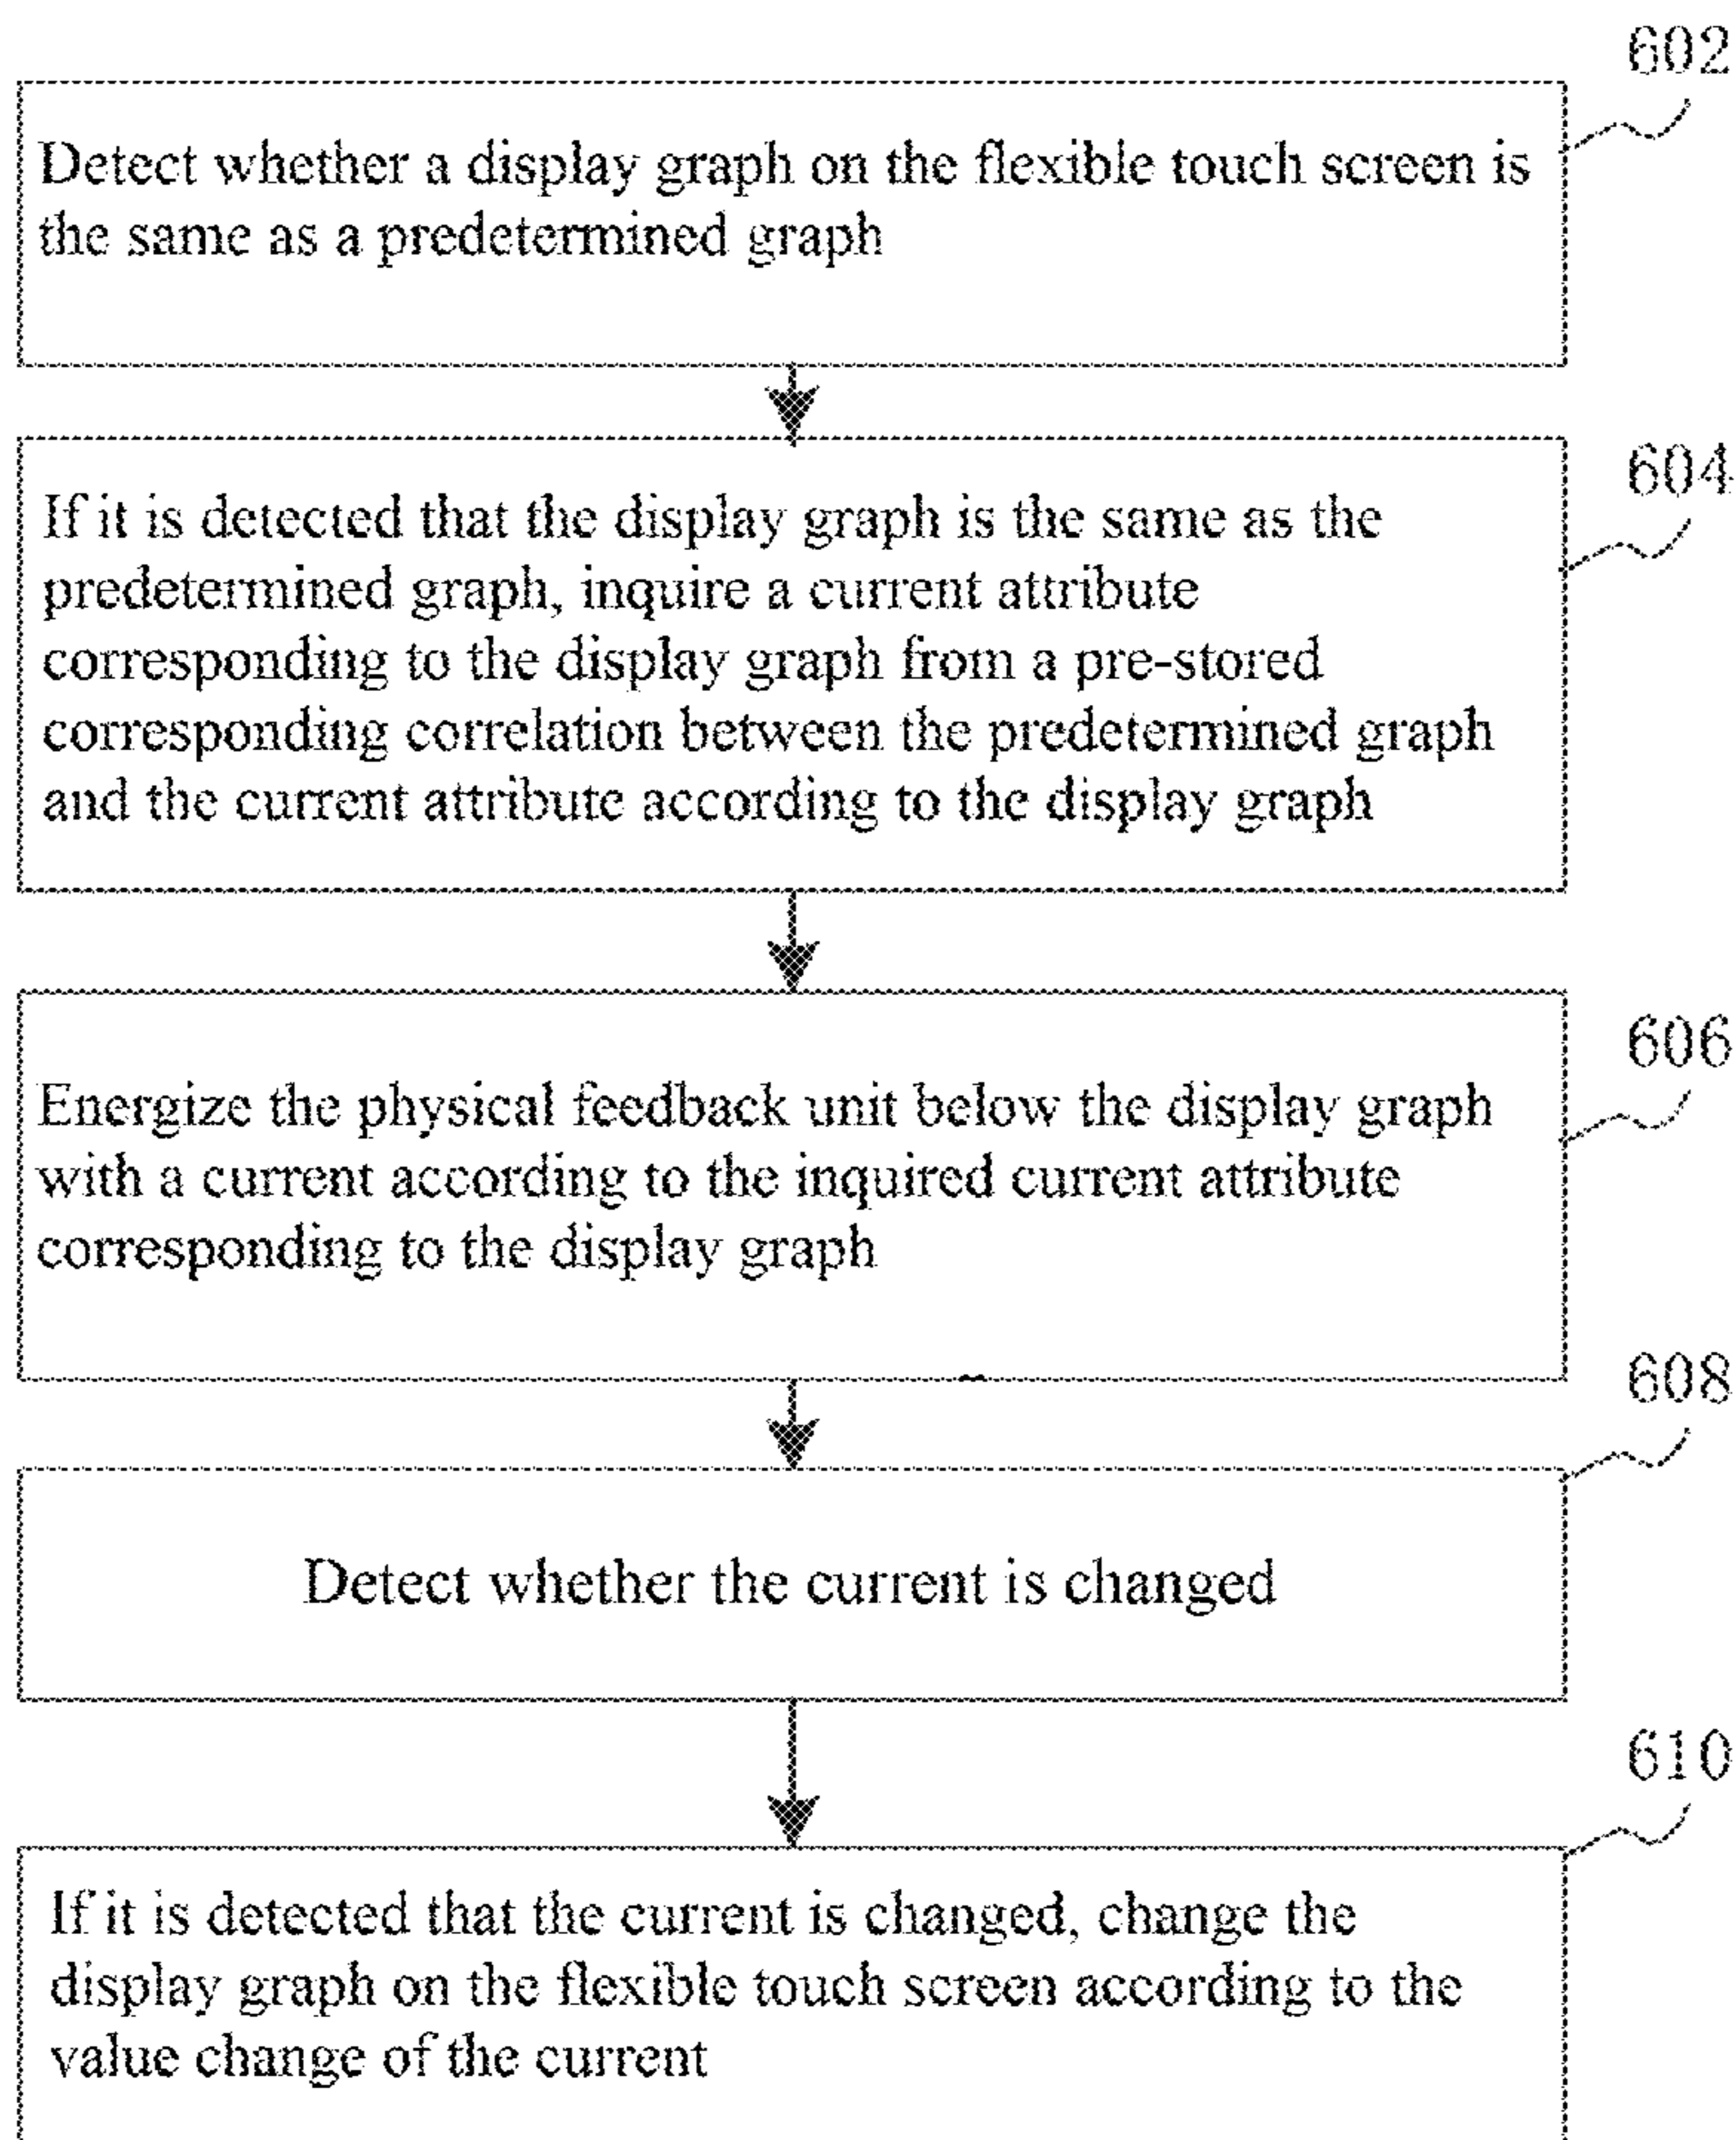 602
Detect whether a display graph on the flexible touch screen is
the same as a predetermined graph
604
If it is detected that the display graph is the same as the
predetermined graph, inquire a current attribute
corresponding to the display graph from a pre-stored
corresponding correlation between the predetermined graph
and the current attribute according to the display graph
606
Energize the physical feedback unit below the display graph
with a current according to the inquired current attribute
corresponding to the display graph
608
Detect whether the current is changed
610
If it is detected that the current is changed, change the
display graph on the flexible touch screen according to the
value change of the current